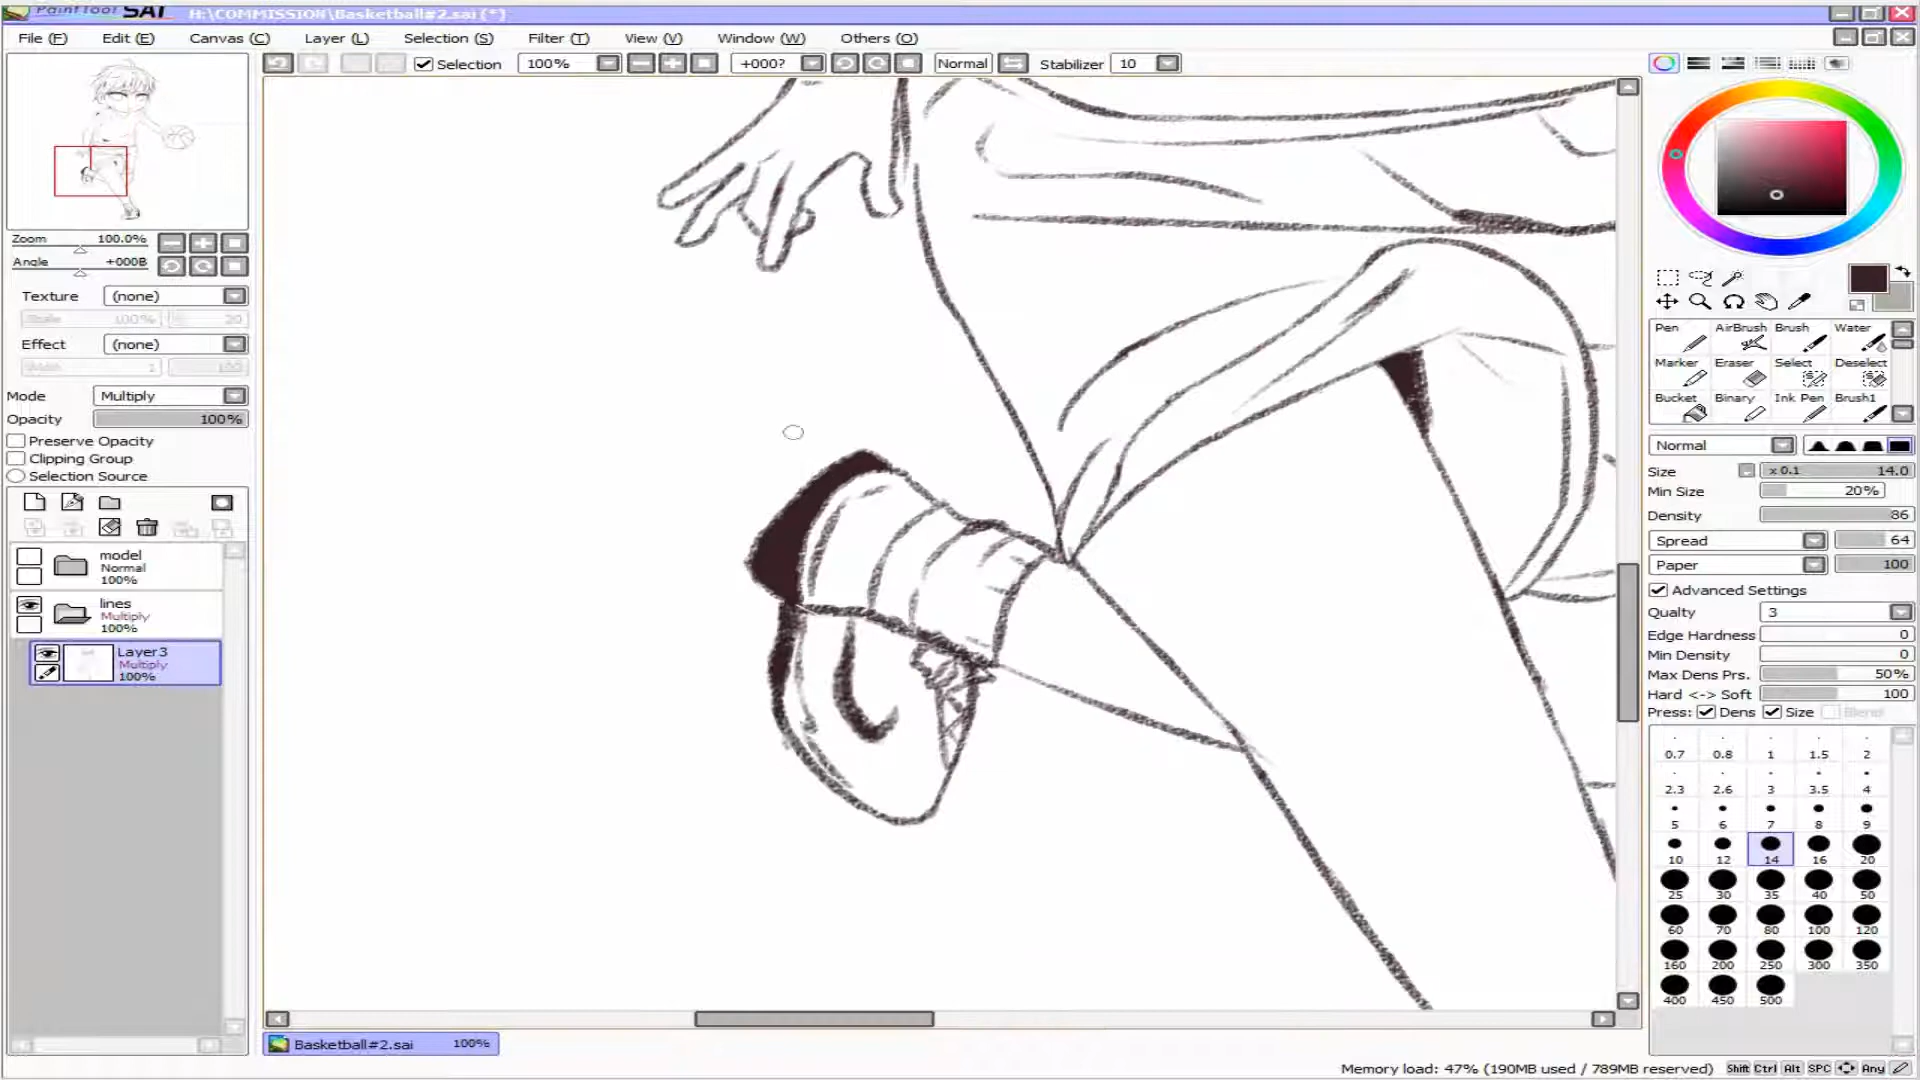 PaintTool SAI H:\COMMISSION\Basketball#2.sai (*)
File (F) Edit (E) Canvas (C) Layer (L) Selection (S) Filter (T) View (V) Window (W) Others (O)
Selection 100% +000? Normal Stabilizer 10
Zoom 100.0%
Angle +000B
Texture (none)
Scale 100% 20
Effect (none)
Width 1 100
Mode Multiply
Opacity 100%
Preserve Opacity
Clipping Group
Selection Source
model
Normal
100%
lines
Multiply
100%
Layer3
Multiply
100%
Pen AirBrush Brush Water
Marker Eraser Select Deselect
Bucket Binary Ink Pen Brush1
Normal
Size x 0.1 14.0
Min Size 20%
Density 86
Spread 64
Paper 100
Advanced Settings
Qualty 3
Edge Hardness 0
Min Density 0
Max Dens Prs. 50%
Hard <-> Soft 100
Press: Dens Size Blend
0.7 0.8 1 1.5 2
2.3 2.6 3 3.5 4
5 6 7 8 9
10 12 14 16 20
25 30 35 40 50
60 70 80 100 120
160 200 250 300 350
400 450 500
Basketball#2.sai 100%
Memory load: 47% (190MB used / 789MB reserved) Shift Ctrl Alt SPC Any